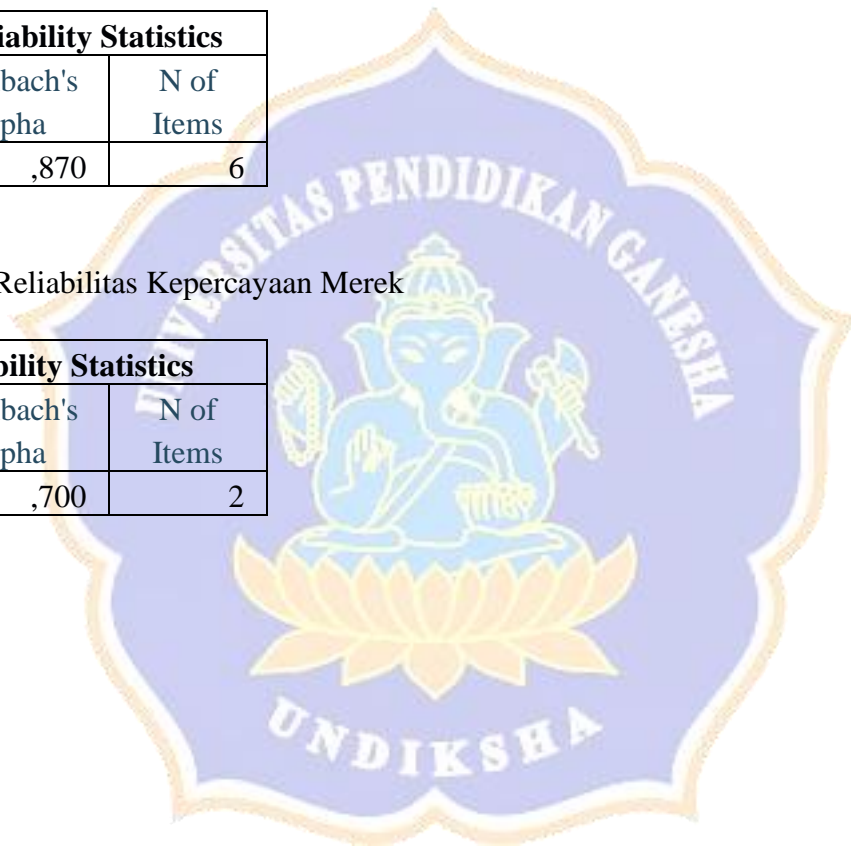 iability Statistics
bach's N of
pha Items
,870 6
Reliabilitas Kepercayaan Merek
bility Statistics
bach's N of
pha Items
,700 2
UNIVERSITAS PENDIDIKAN GANESHA
UNDIKSHA